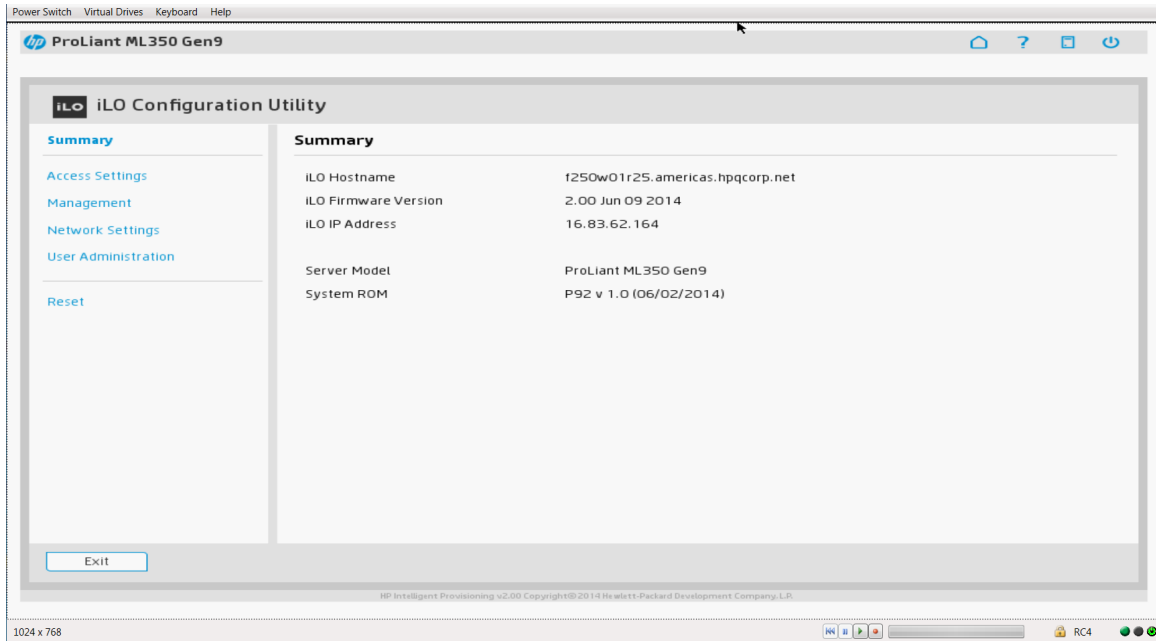 Power Switch Virtual Drives Keyboard Help
hp ProLiant ML350 Gen9
?
iLO iLO Configuration Utility
Summary
Access Settings
Management
Network Settings
User Administration
Reset
Summary
iLO Hostname f250w01r25.americas.hpqcorp.net
iLO Firmware Version 2.00 Jun 09 2014
iLO IP Address 16.83.62.164
Server Model ProLiant ML350 Gen9
System ROM P92 v 1.0 (06/02/2014)
Exit
HP Intelligent Provisioning v2.00 Copyright©2014 Hewlett-Packard Development Company, L.P.
1024 x 768 RC4